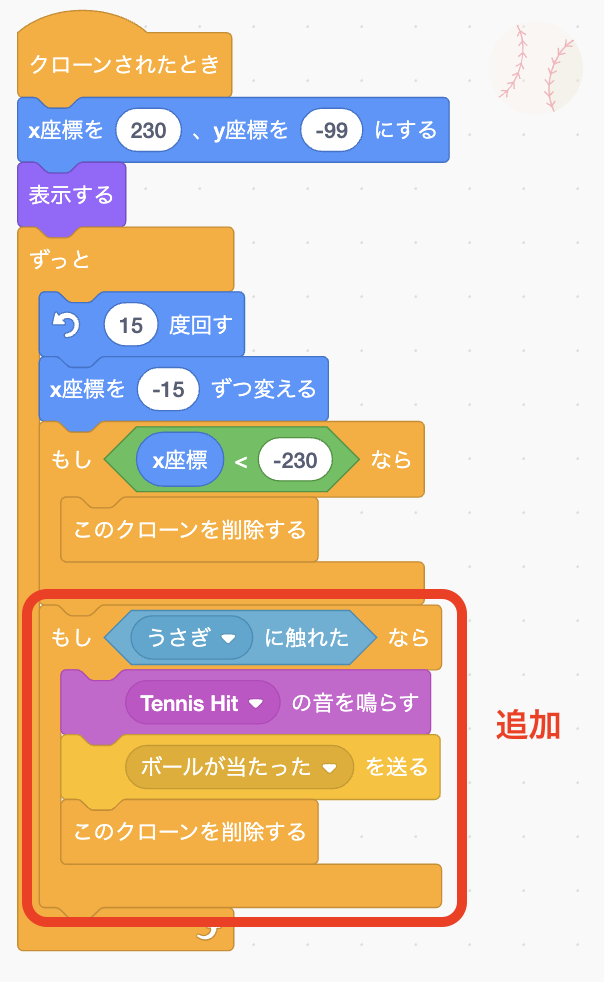 クローンされたとき
x座標を 230 、y座標を -99 にする
表示する
ずっと
15 度回す
x座標を -15 ずつ変える
もし x座標 < -230 なら
このクローンを削除する
もし うさぎ に触れた なら
Tennis Hit の音を鳴らす
追加
ボールが当たった を送る
このクローンを削除する